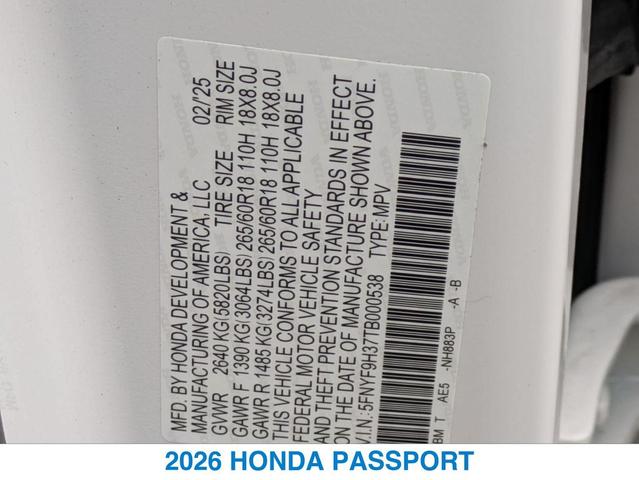 MFD. BY HONDA DEVELOPMENT & 02/25
MANUFACTURING OF AMERICA, LLC
GVWR 2640 KG(5820LBS) TIRE SIZE RIM SIZE
GAWR F 1390 KG(3064LBS) 265/60R18 110H 18X8.0J
GAWR R 1485 KG(3274LBS) 265/60R18 110H 18X8.0J
THIS VEHICLE CONFORMS TO ALL APPLICABLE
FEDERAL MOTOR VEHICLE SAFETY
AND THEFT PREVENTION STANDARDS IN EFFECT
ON THE DATE OF MANUFACTURE SHOWN ABOVE.
V.I.N.: 5FNYF9H37TB000538 TYPE: MPV
BM T AE5 -NH883P -A -B
2026 HONDA PASSPORT